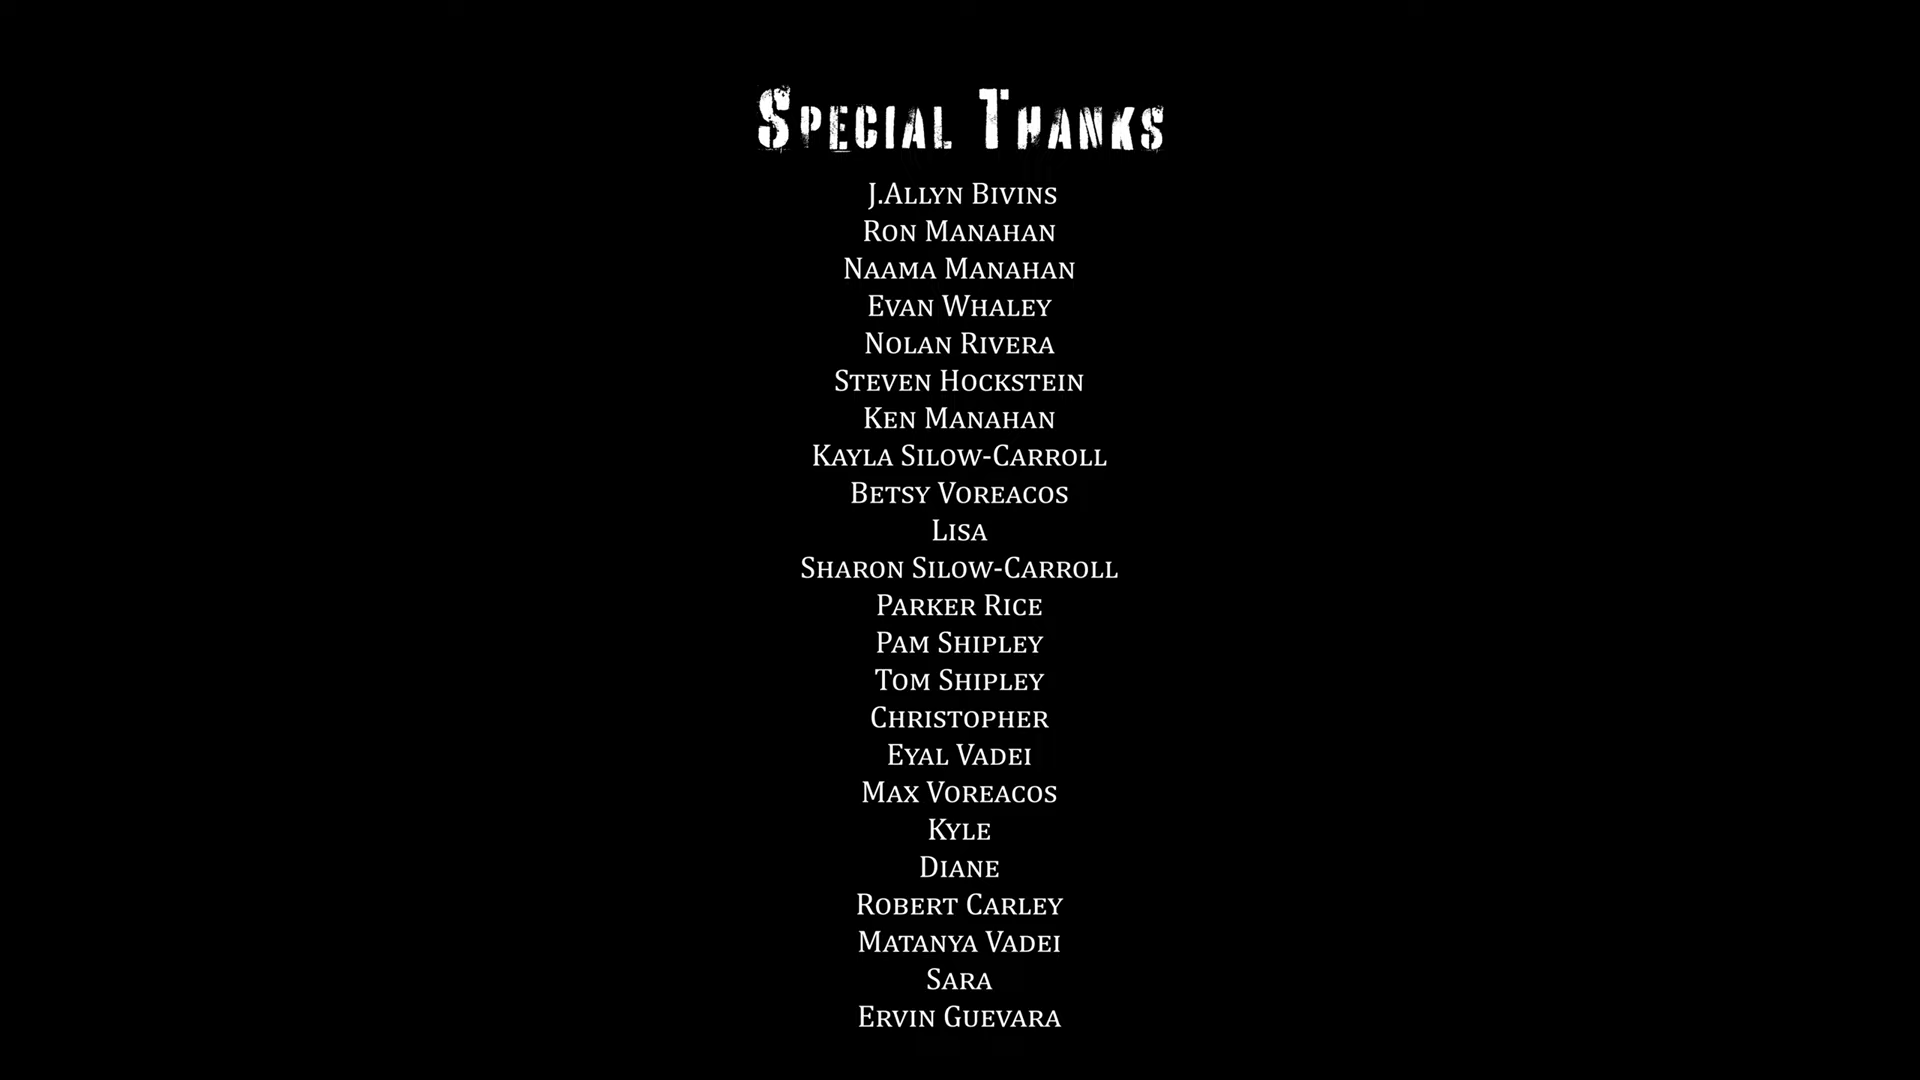 Special Thanks
J.Allyn Bivins
Ron Manahan
Naama Manahan
Evan Whaley
Nolan Rivera
Steven Hockstein
Ken Manahan
Kayla Silow-Carroll
Betsy Voreacos
Lisa
Sharon Silow-Carroll
Parker Rice
Pam Shipley
Tom Shipley
Christopher
Eyal Vadei
Max Voreacos
Kyle
Diane
Robert Carley
Matanya Vadei
Sara
Ervin Guevara